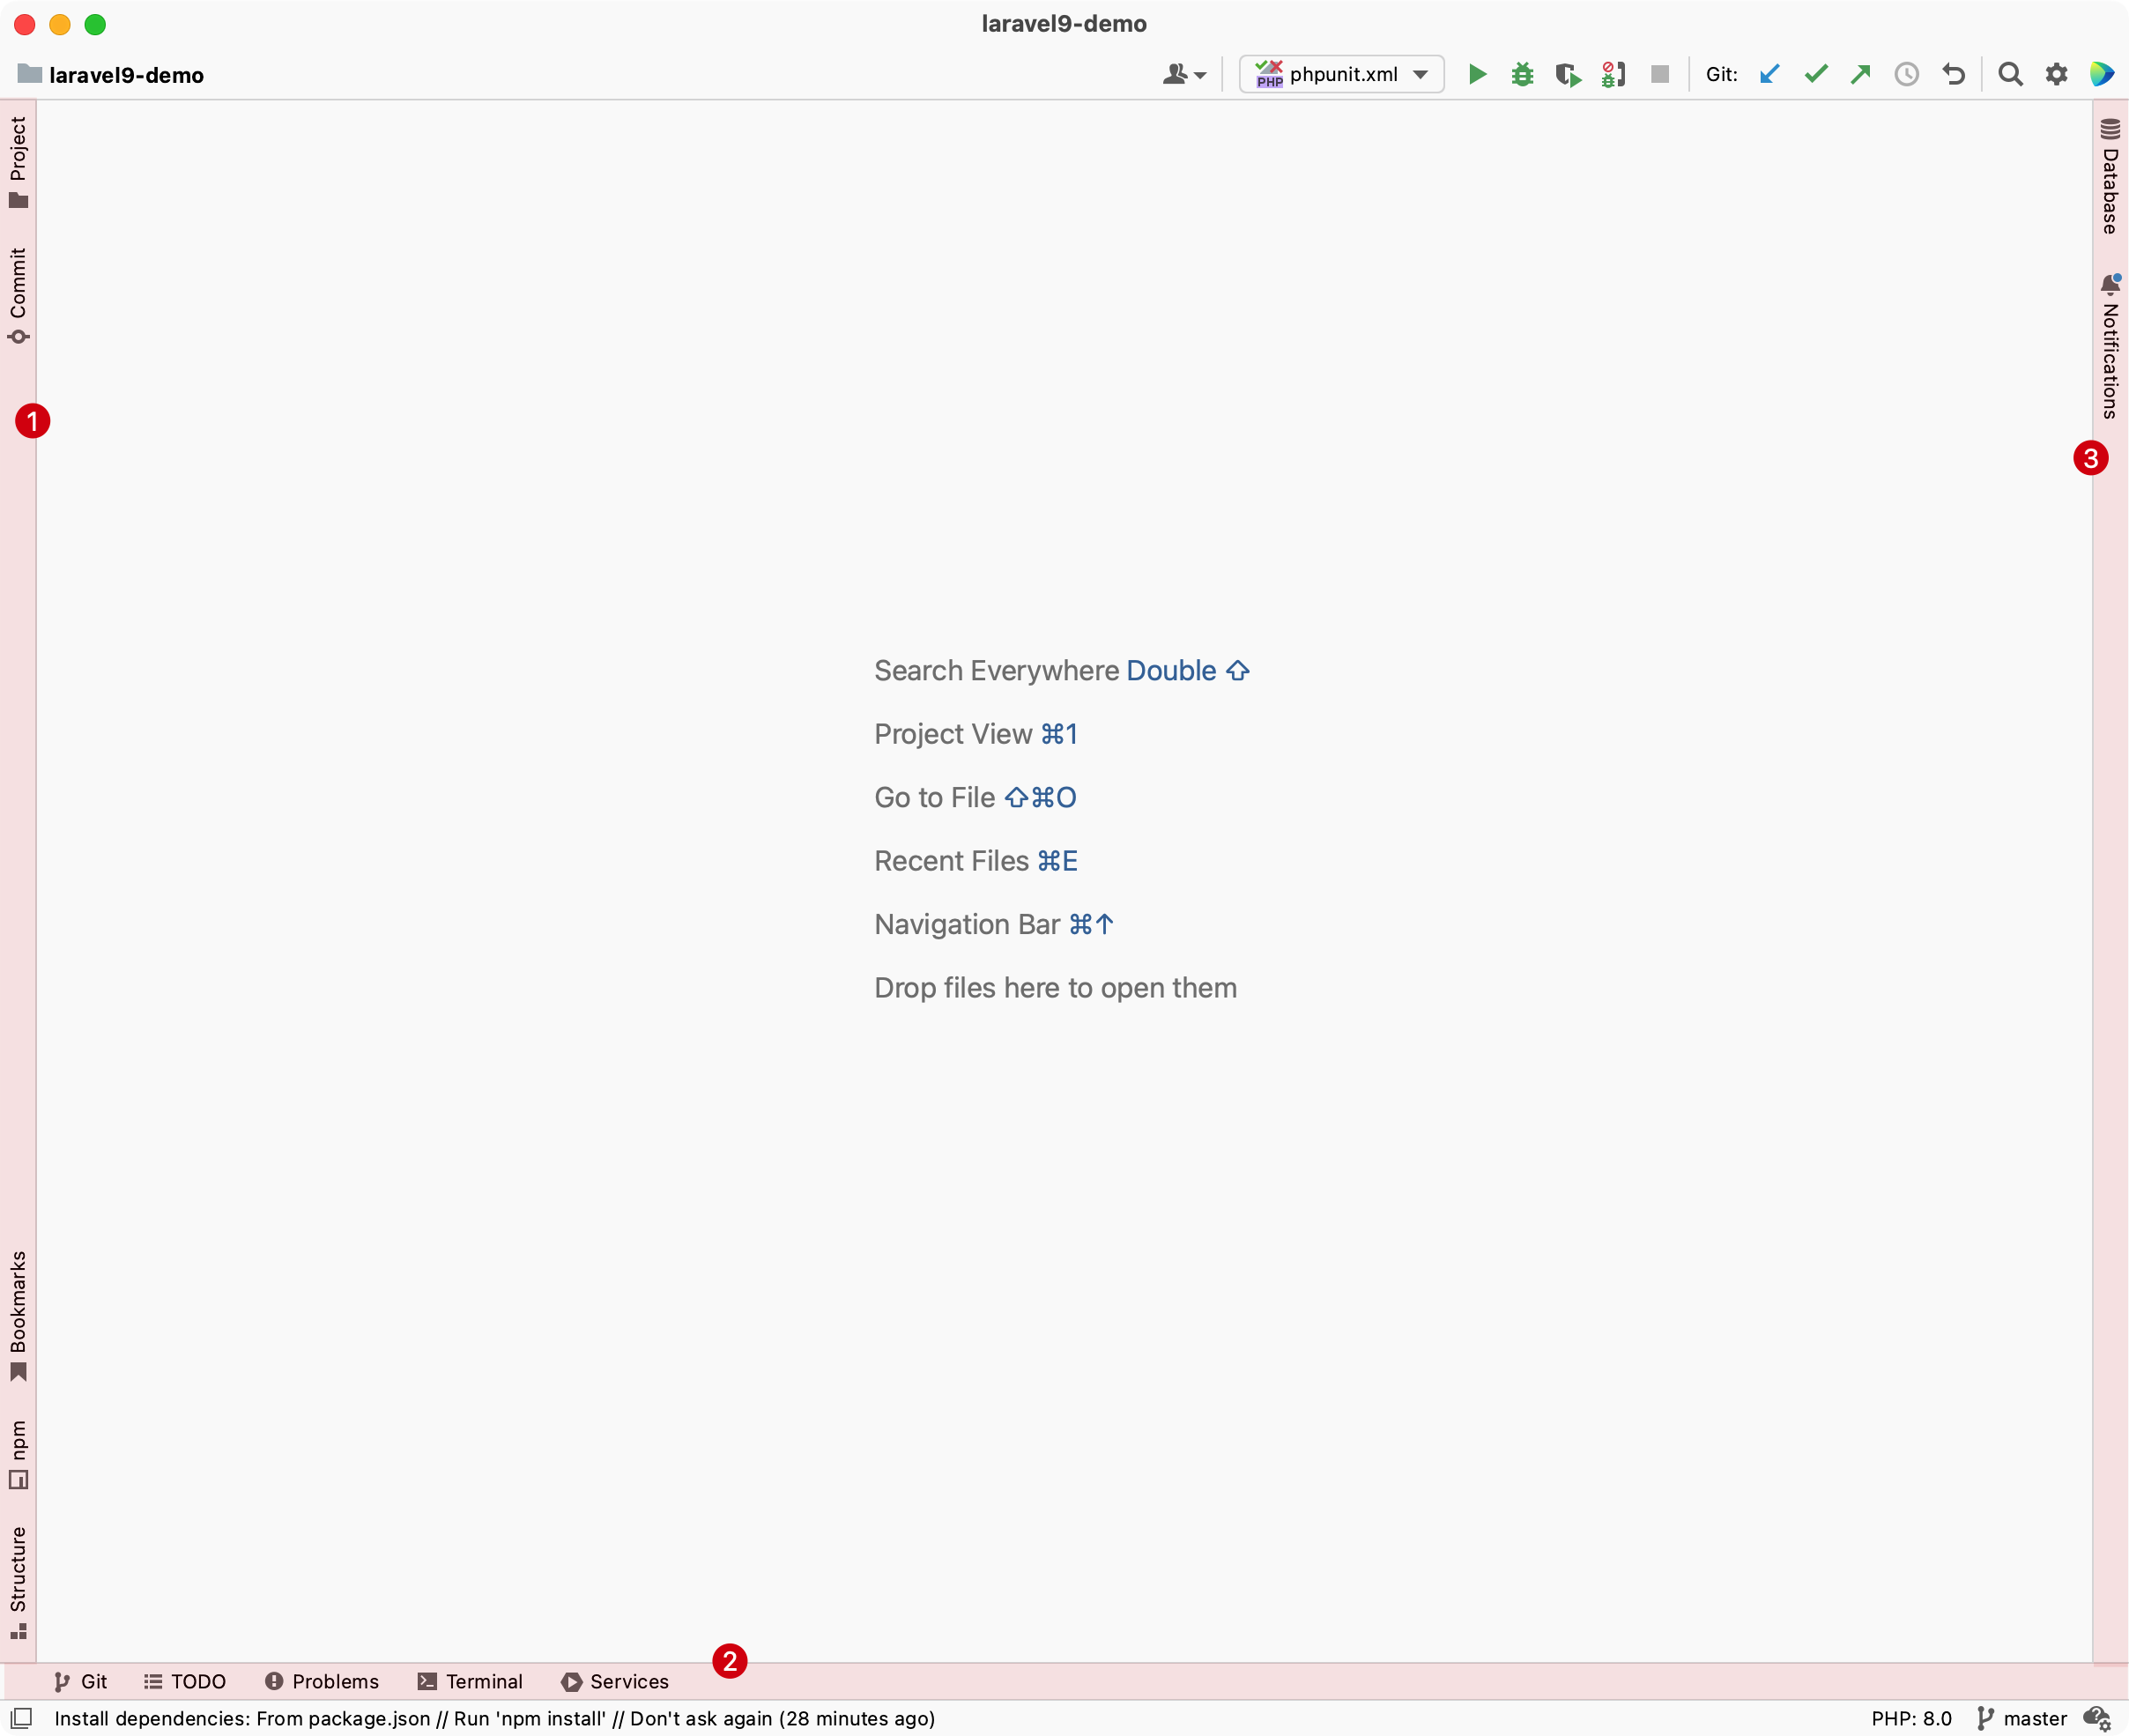 laravel9-demo
laravel9-demo
PHP phpunit.xml
Git:
Project
Commit
1
Bookmarks
npm
Structure
Database
Notifications
3
Search Everywhere Double ⇧
Project View ⌘1
Go to File ⇧⌘O
Recent Files ⌘E
Navigation Bar ⌘↑
Drop files here to open them
2
Git TODO Problems Terminal Services
Install dependencies: From package.json // Run 'npm install' // Don't ask again (28 minutes ago)
PHP: 8.0 master